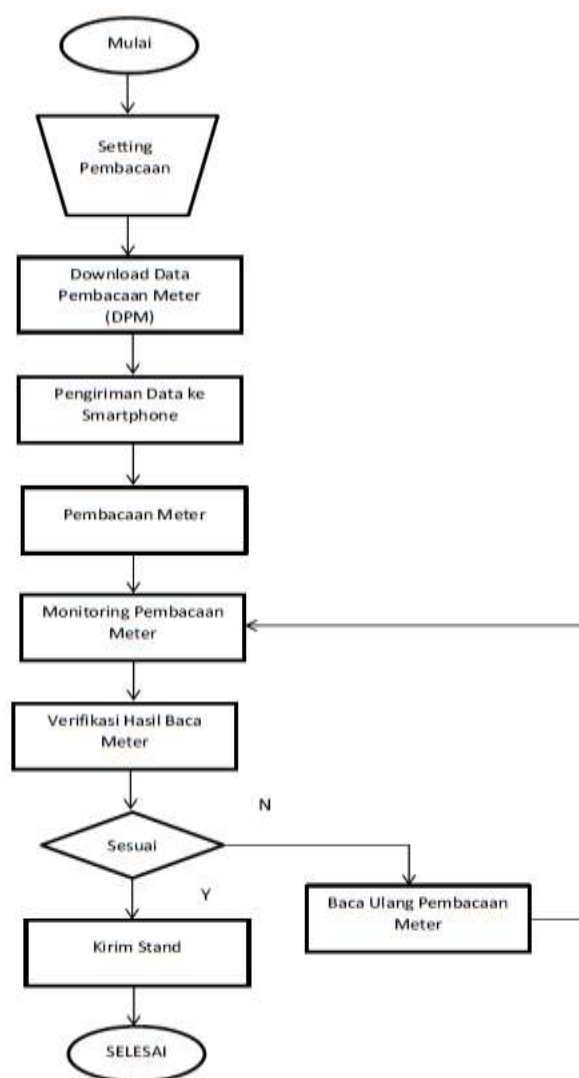 Mulai
Setting
Pembacaan
Download Data
Pembacaan Meter
(DPM)
Pengiriman Data ke
Smartphone
Pembacaan Meter
Monitoring Pembacaan
Meter
Verifikasi Hasil Baca
Meter
N
Sesuai
Y
Baca Ulang Pembacaan
Meter
Kirim Stand
SELESAI